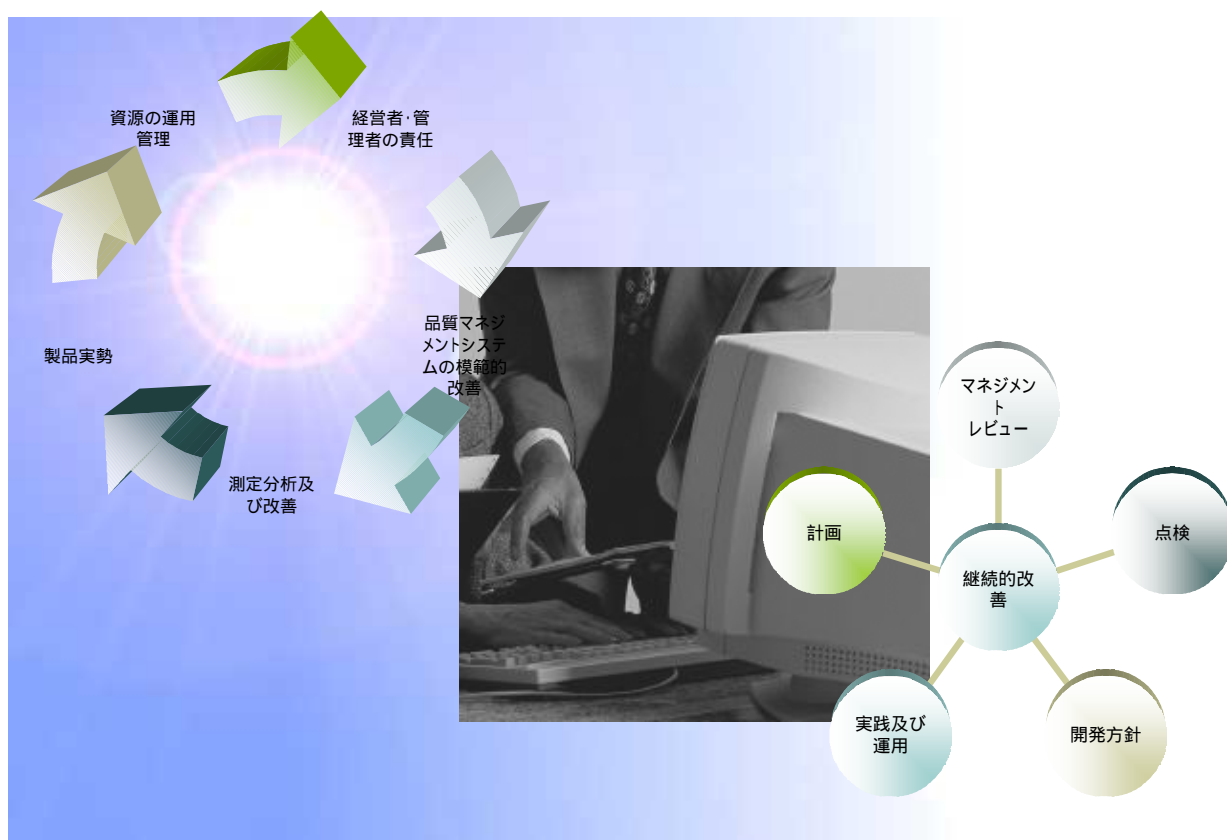 資源の運用
管理
経営者・管
理者の責任
品質マネジ
メントシステ
ムの模範的
改善
製品実勢
測定分析及
び改善
マネジメン
ト
レビュー
計画
点検
継続的改
善
実践及び
運用
開発方針